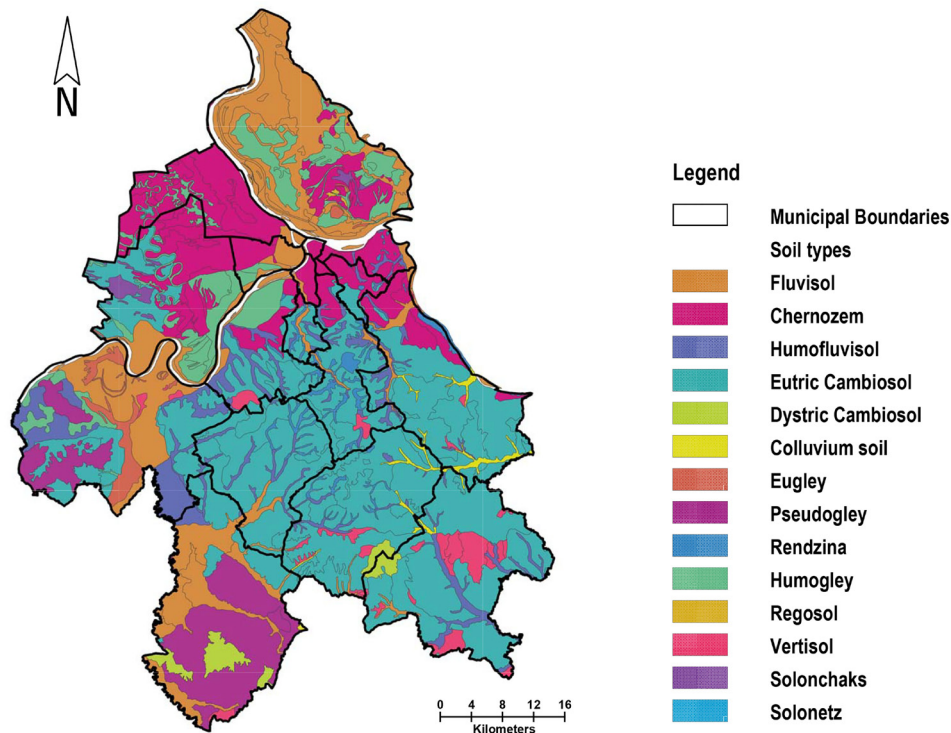 N
Legend
Municipal Boundaries
Soil types
Fluvisol
Chernozem
Humofluvisol
Eutric Cambiosol
Dystric Cambiosol
Colluvium soil
Eugley
Pseudogley
Rendzina
Humogley
Regosol
Vertisol
Solonchaks
Solonetz
0 4 8 12 16
Kilometers